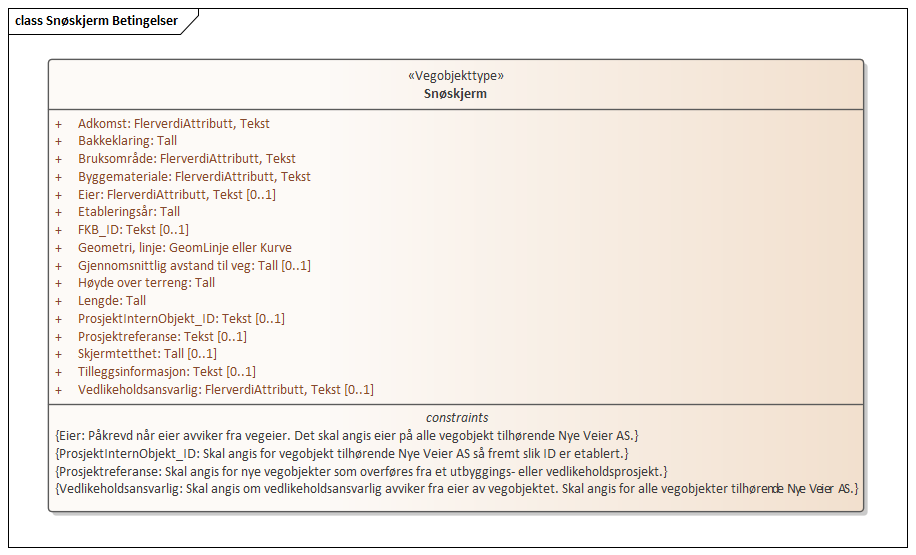 class Snøskjerm Betingelser
«Vegobjekttype»
Snøskjerm
+ Adkomst: FlerverdiAttributt, Tekst
+ Bakkeklaring: Tall
+ Bruksområde: FlerverdiAttributt, Tekst
+ Byggemateriale: FlerverdiAttributt, Tekst
+ Eier: FlerverdiAttributt, Tekst [0..1]
+ Etableringsår: Tall
+ FKB_ID: Tekst [0..1]
+ Geometri, linje: GeomLinje eller Kurve
+ Gjennomsnittlig avstand til veg: Tall [0..1]
+ Høyde over terreng: Tall
+ Lengde: Tall
+ ProsjektInternObjekt_ID: Tekst [0..1]
+ Prosjektreferanse: Tekst [0..1]
+ Skjermtetthet: Tall [0..1]
+ Tilleggsinformasjon: Tekst [0..1]
+ Vedlikeholdsansvarlig: FlerverdiAttributt, Tekst [0..1]
constraints
{Eier: Påkrevd når eier avviker fra vegeier. Det skal angis eier på alle vegobjekt tilhørende Nye Veier AS.}
{ProsjektInternObjekt_ID: Skal angis for vegobjekt tilhørende Nye Veier AS så fremt slik ID er etablert.}
{Prosjektreferanse: Skal angis for nye vegobjekter som overføres fra et utbyggings- eller vedlikeholdsprosjekt.}
{Vedlikeholdsansvarlig: Skal angis om vedlikeholdsansvarlig avviker fra eier av vegobjektet. Skal angis for alle vegobjekter tilhørende Nye Veier AS.}